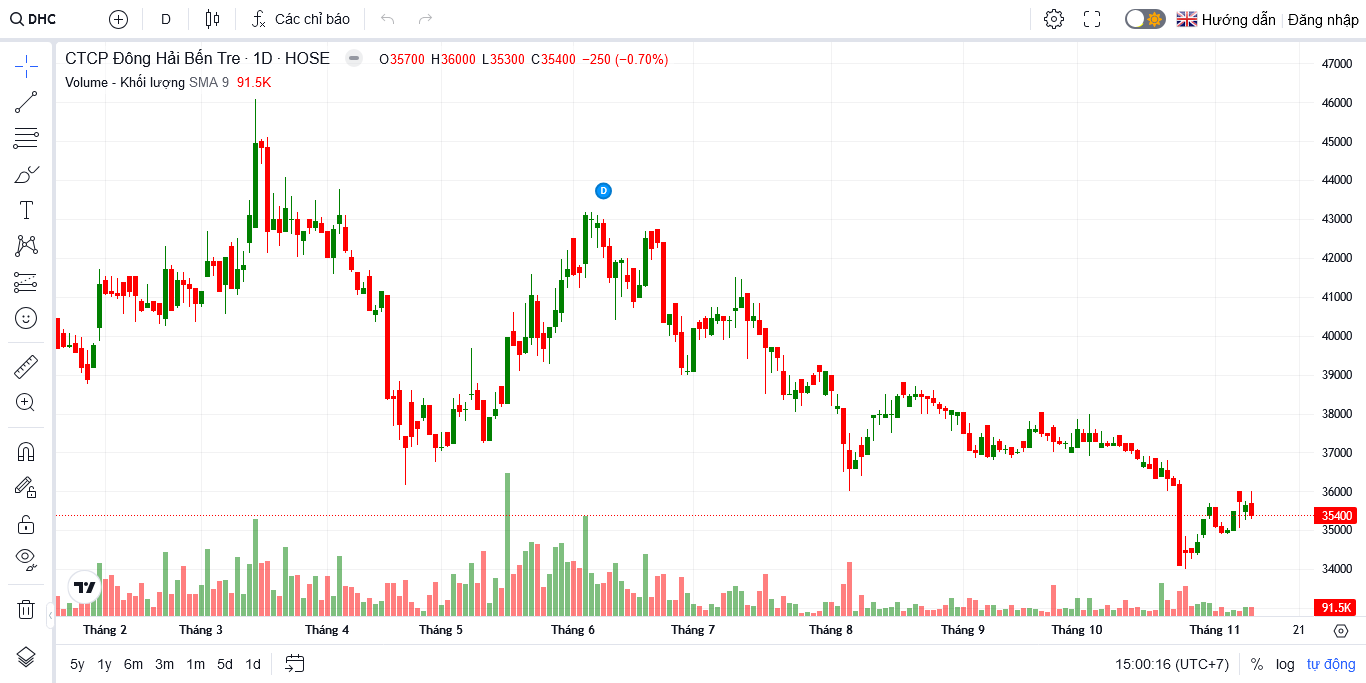 DHC D Các chỉ báo Hướng dẫn Đăng nhập
CTCP Đông Hải Bến Tre · 1D · HOSE O35700 H36000 L35300 C35400 −250 (−0.70%)
Volume - Khối lượng SMA 9 91.5K
D
47000
46000
45000
44000
43000
42000
41000
40000
39000
38000
37000
36000
35400
35000
34000
91.5K
Tháng 2 Tháng 3 Tháng 4 Tháng 5 Tháng 6 Tháng 7 Tháng 8 Tháng 9 Tháng 10 Tháng 11 21
5y 1y 6m 3m 1m 5d 1d 15:00:16 (UTC+7) % log tự động